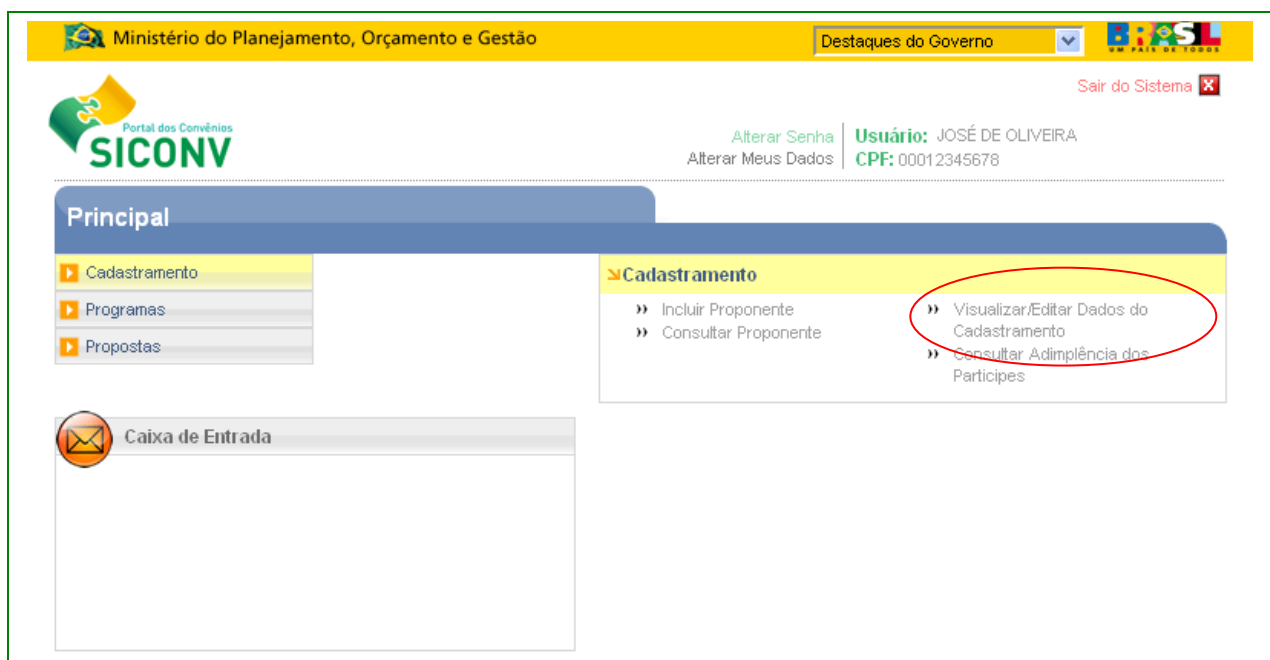 Ministério do Planejamento, Orçamento e Gestão
Destaques do Governo
BRASIL
UM PAÍS DE TODOS
Sair do Sistema
Portal dos Convênios
SICONV
Alterar Senha
Usuário: JOSÉ DE OLIVEIRA
Alterar Meus Dados
CPF: 00012345678
Principal
Cadastramento
Programas
Propostas
Cadastramento
Incluir Proponente
Consultar Proponente
Visualizar/Editar Dados do
Cadastramento
Consultar Adimplência dos
Participes
Caixa de Entrada